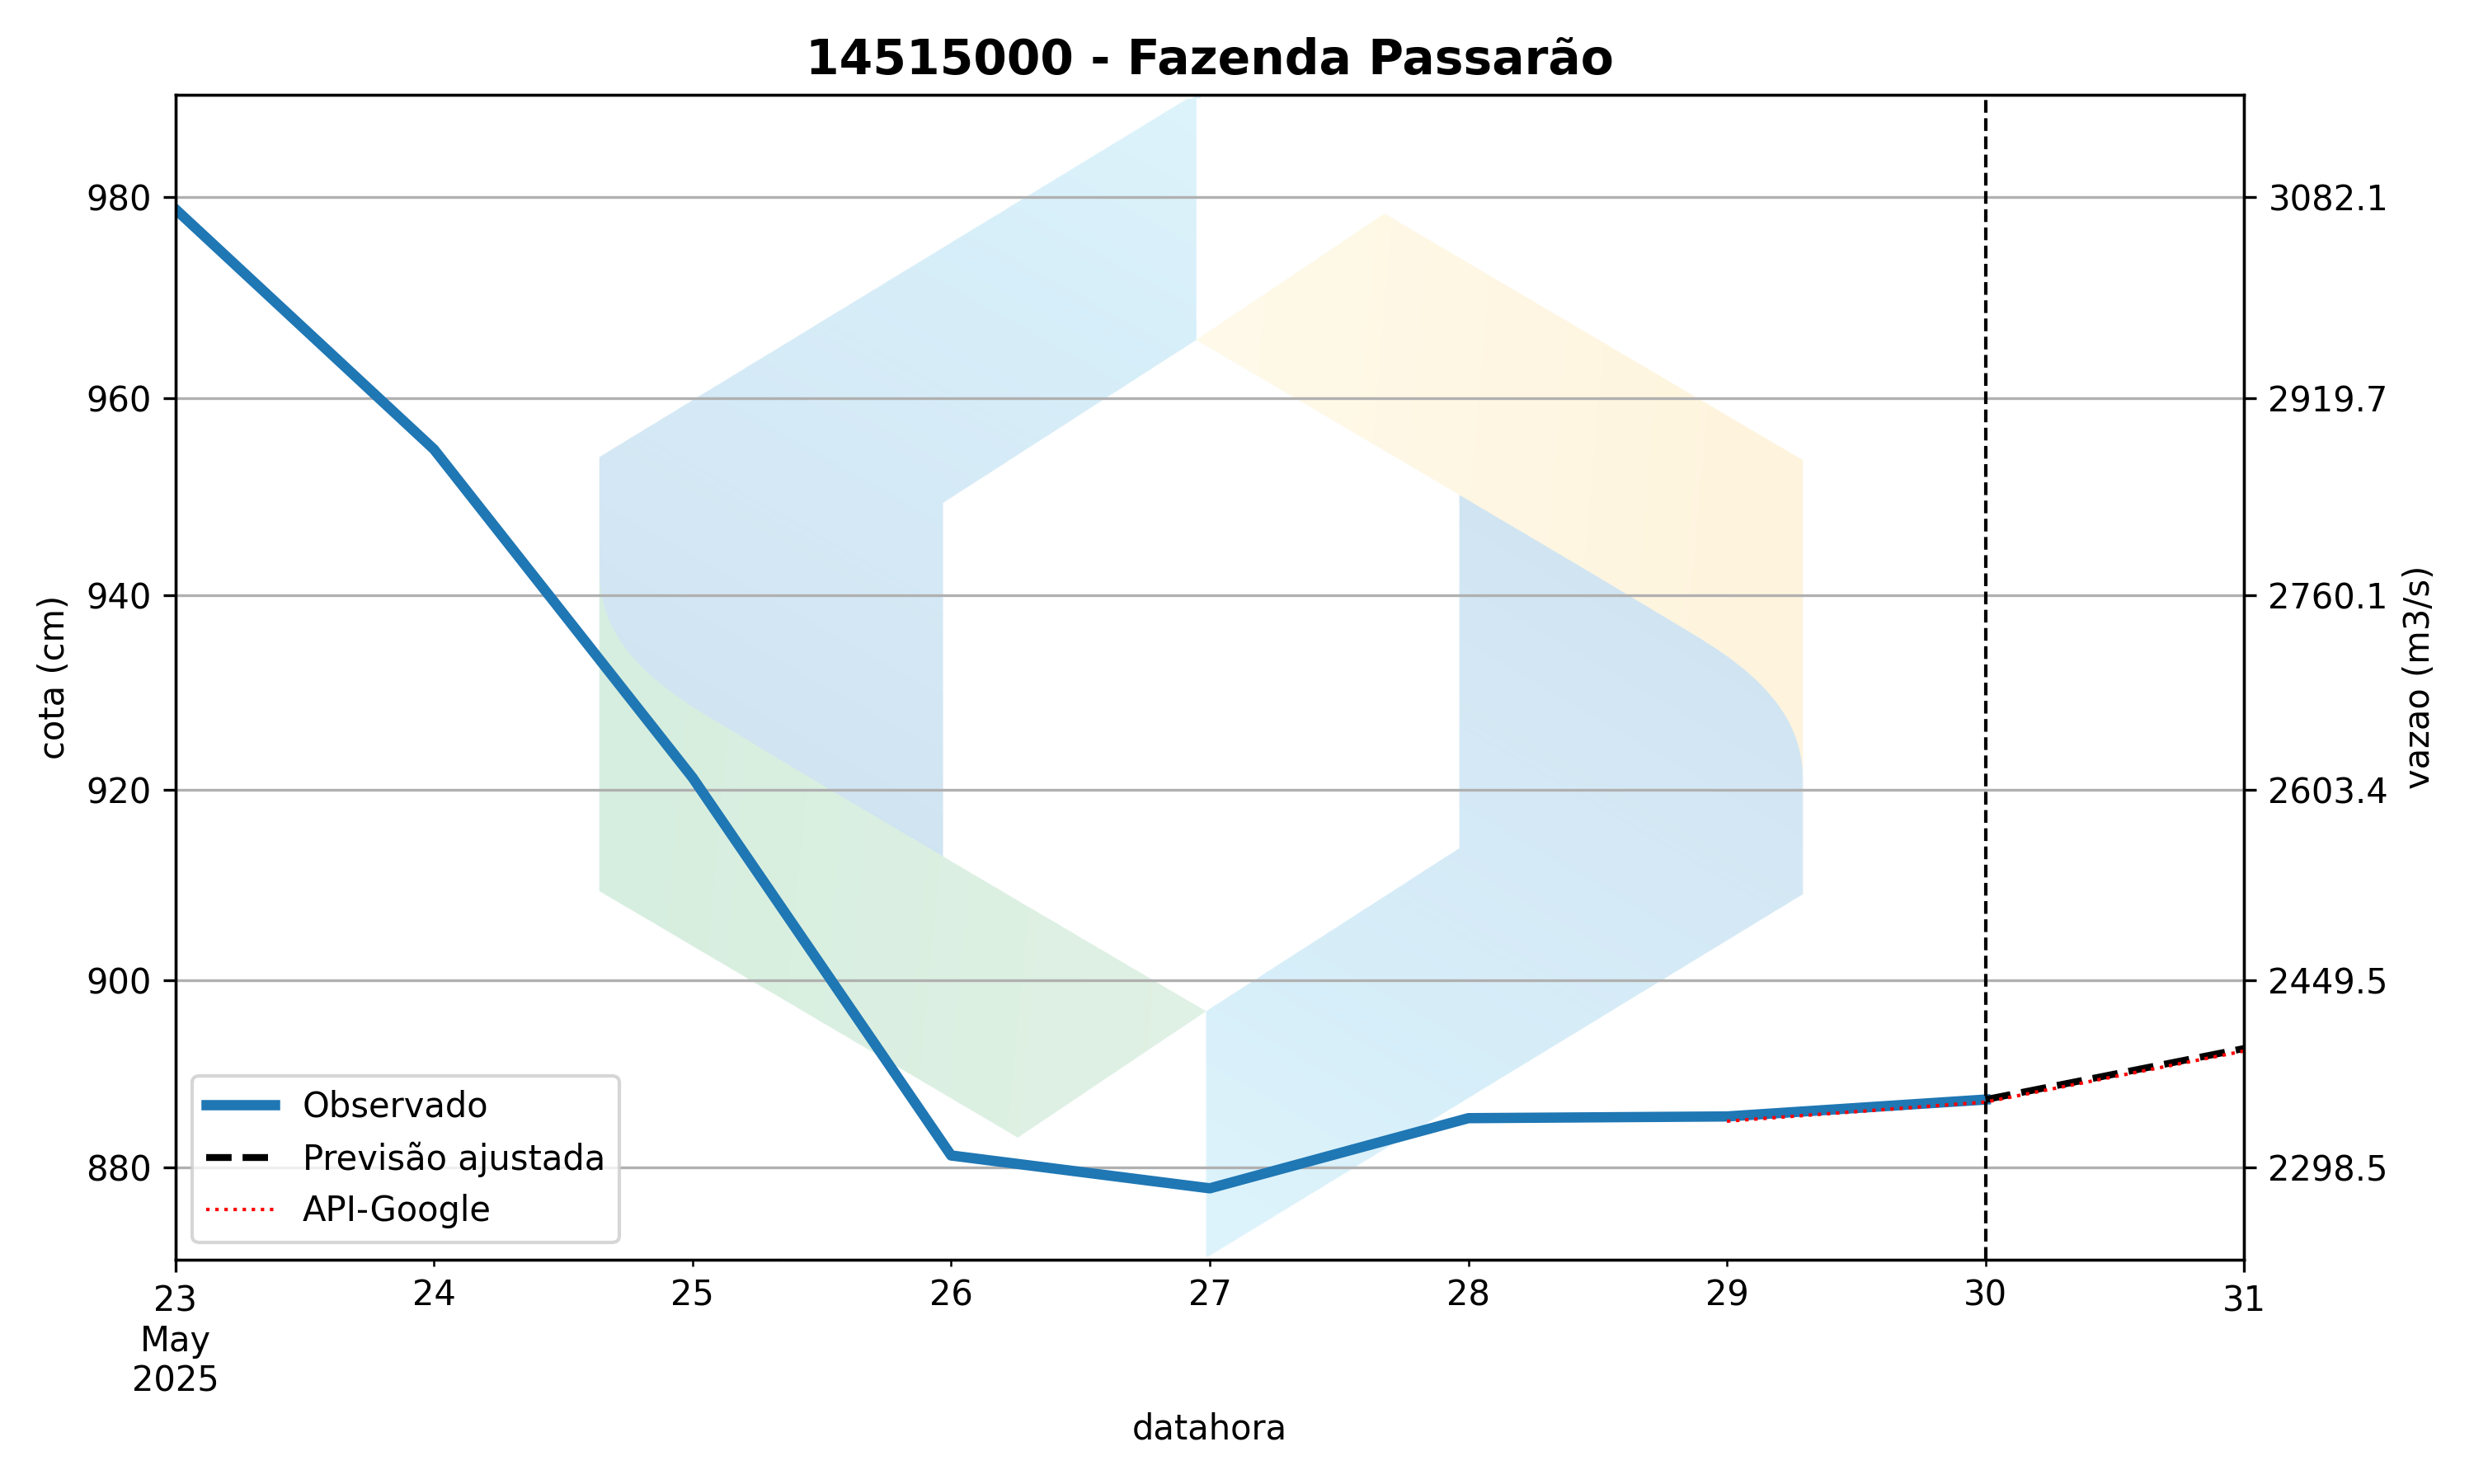 14515000 - Fazenda Passarão
980
960
940
920
900
880
cota (cm)
3082.1
2919.7
2760.1
2603.4
2449.5
2298.5
vazao (m3/s)
Observado
Previsão ajustada
API-Google
23 24 25 26 27 28 29 30 31
May
2025
datahora